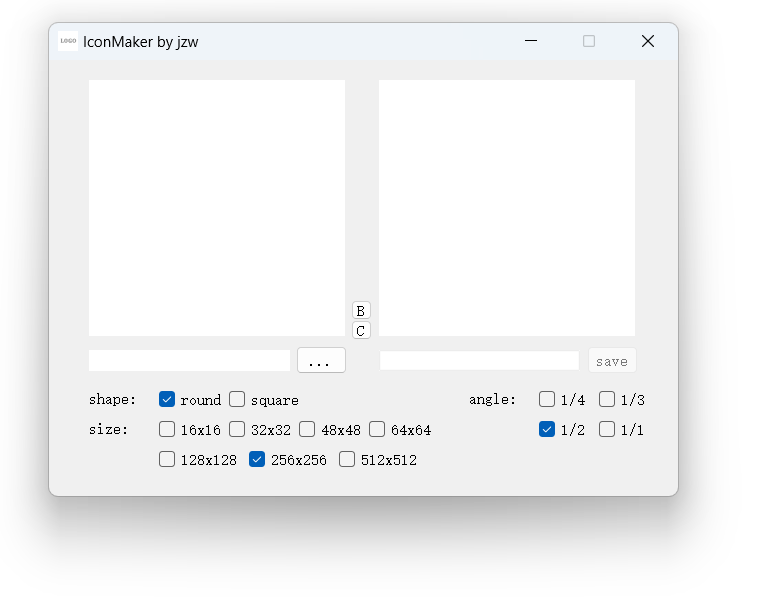 LOGO IconMaker by jzw
B
C
... save
shape: round square angle: 1/4 1/3
size: 16x16 32x32 48x48 64x64 1/2 1/1
128x128 256x256 512x512